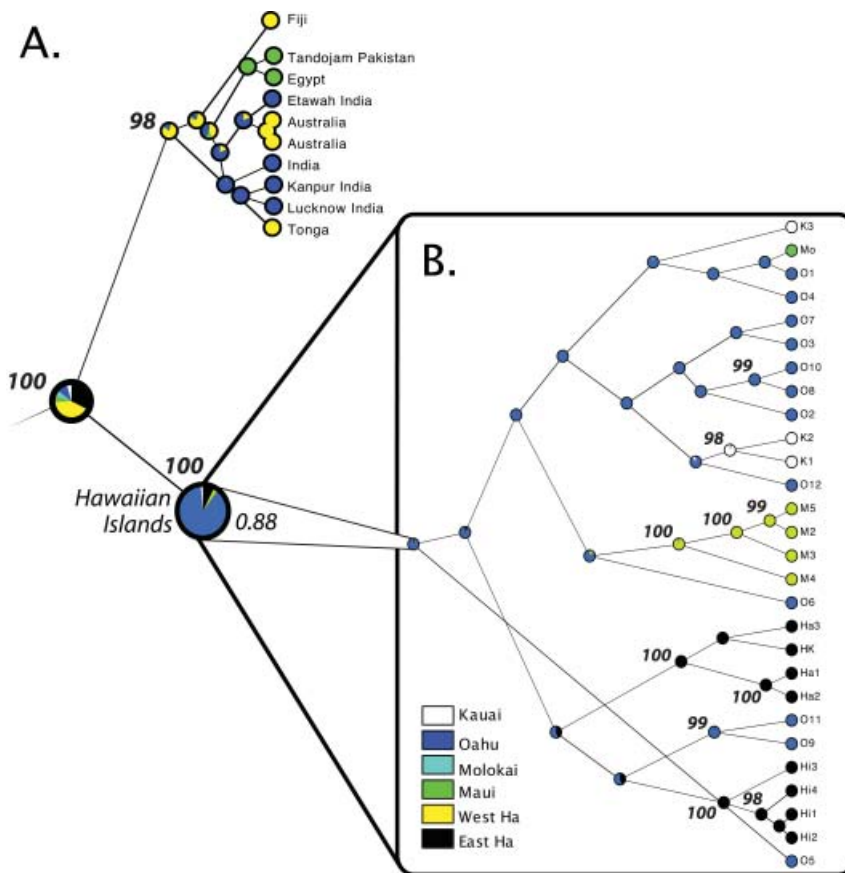 A.
Fiji
Tandojam Pakistan
Egypt
Etawah India
98
Australia
Australia
India
Kanpur India
Lucknow India
Tonga
100
100
Hawaiian
Islands
0.88
B.
K3
Mo
O1
O4
O7
O3
99
O10
O8
O2
98
K2
K1
O12
99
M5
100
100
M2
M3
M4
O6
Ha3
100
HK
Ha1
100
Ha2
99
O11
O9
Hi3
98
Hi4
100
Hi1
Hi2
O5
Kauai
Oahu
Molokai
Maui
West Ha
East Ha